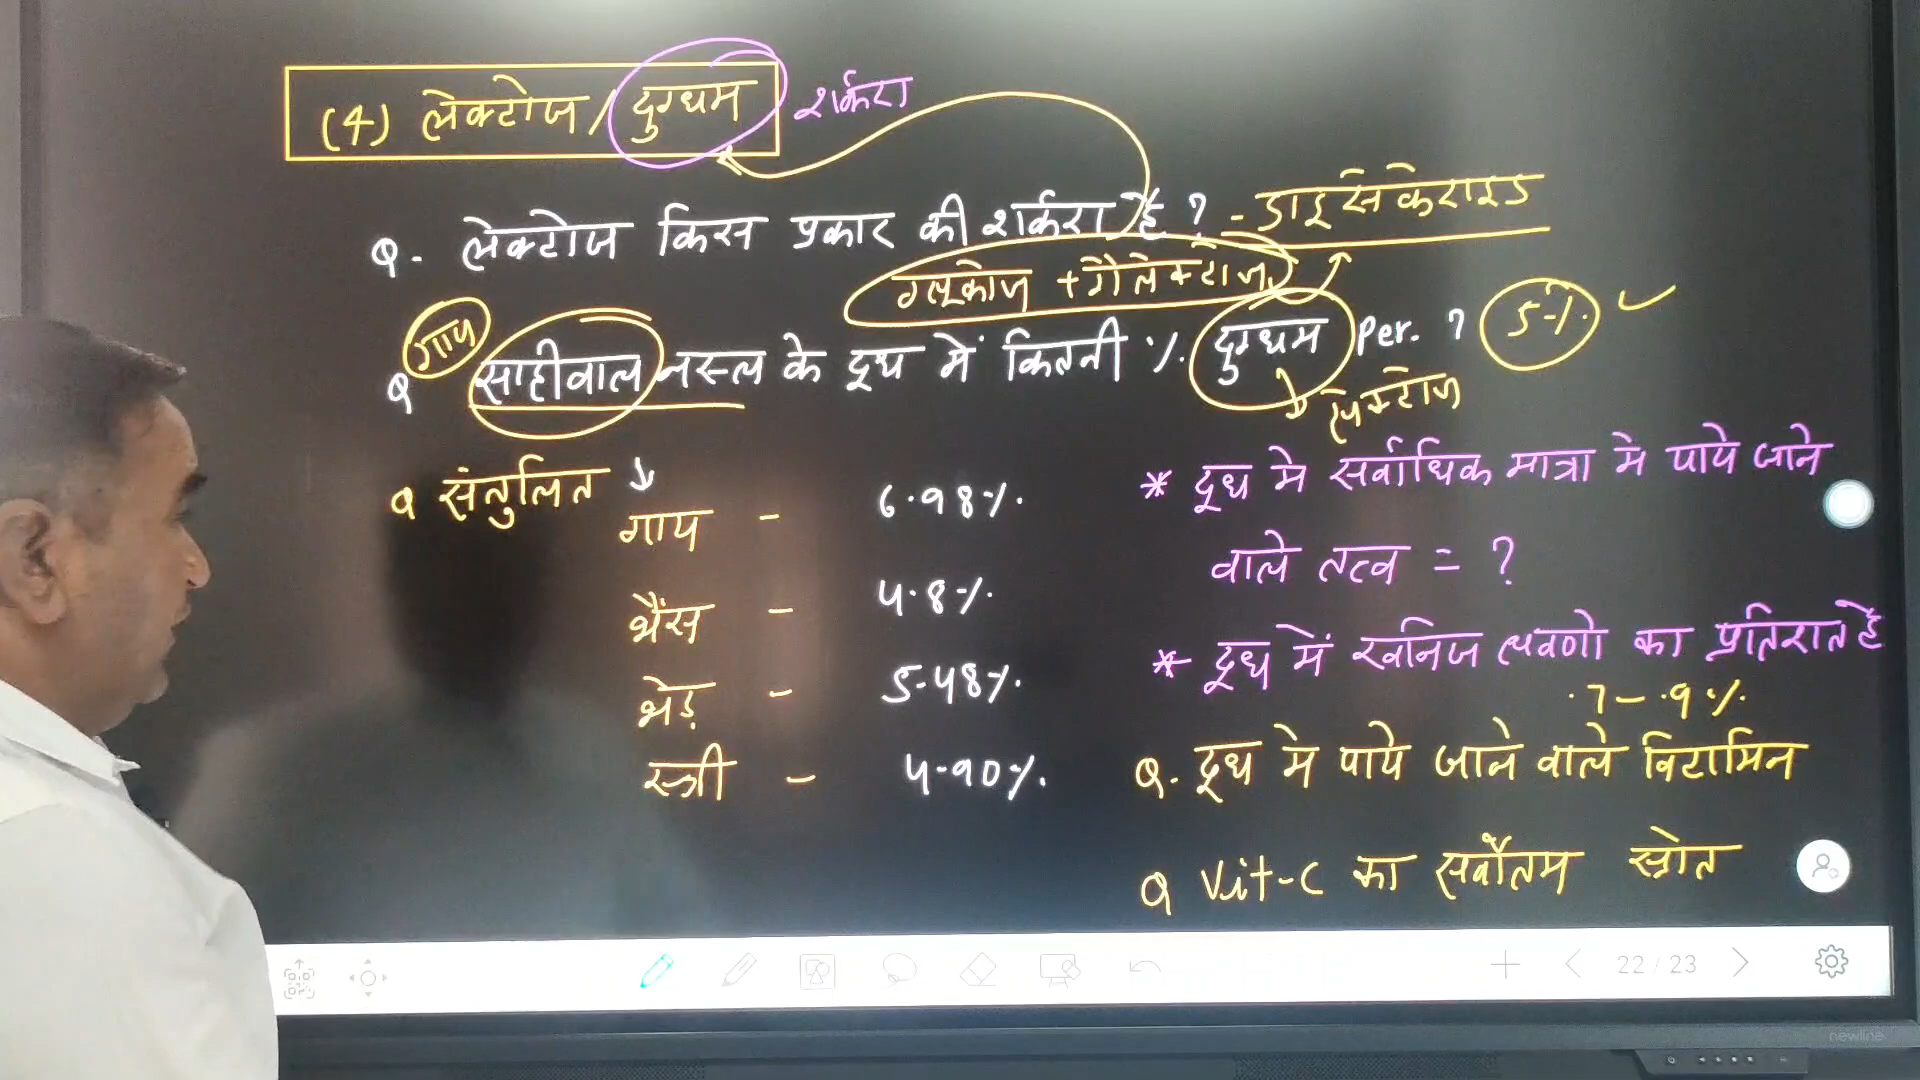 (4) लेक्टोज / दुग्धम शर्करा
Q. लेक्टोज किस प्रकार की शर्करा है ? - डाइसेकेराइड
ग्लूकोज + गैलेक्टोज
गाय
Q साहीवाल नस्ल के दूध में कितनी % दुग्धम Per. ? 5%
लेक्टोज
Q संतुलित
गाय - 6.98%
भैंस - 4.8%
भेड़ - 5.48%
स्त्री - 4.90%
* दूध मे सर्वाधिक मात्रा मे पाये जाने
वाले तत्व = ?
* दूध में खनिज लवणो का प्रतिशत है
.7 - .9%
Q. दूध मे पाये जाने वाले विटामिन
Q Vit-C का सर्वोतम स्रोत
22 / 23
newline